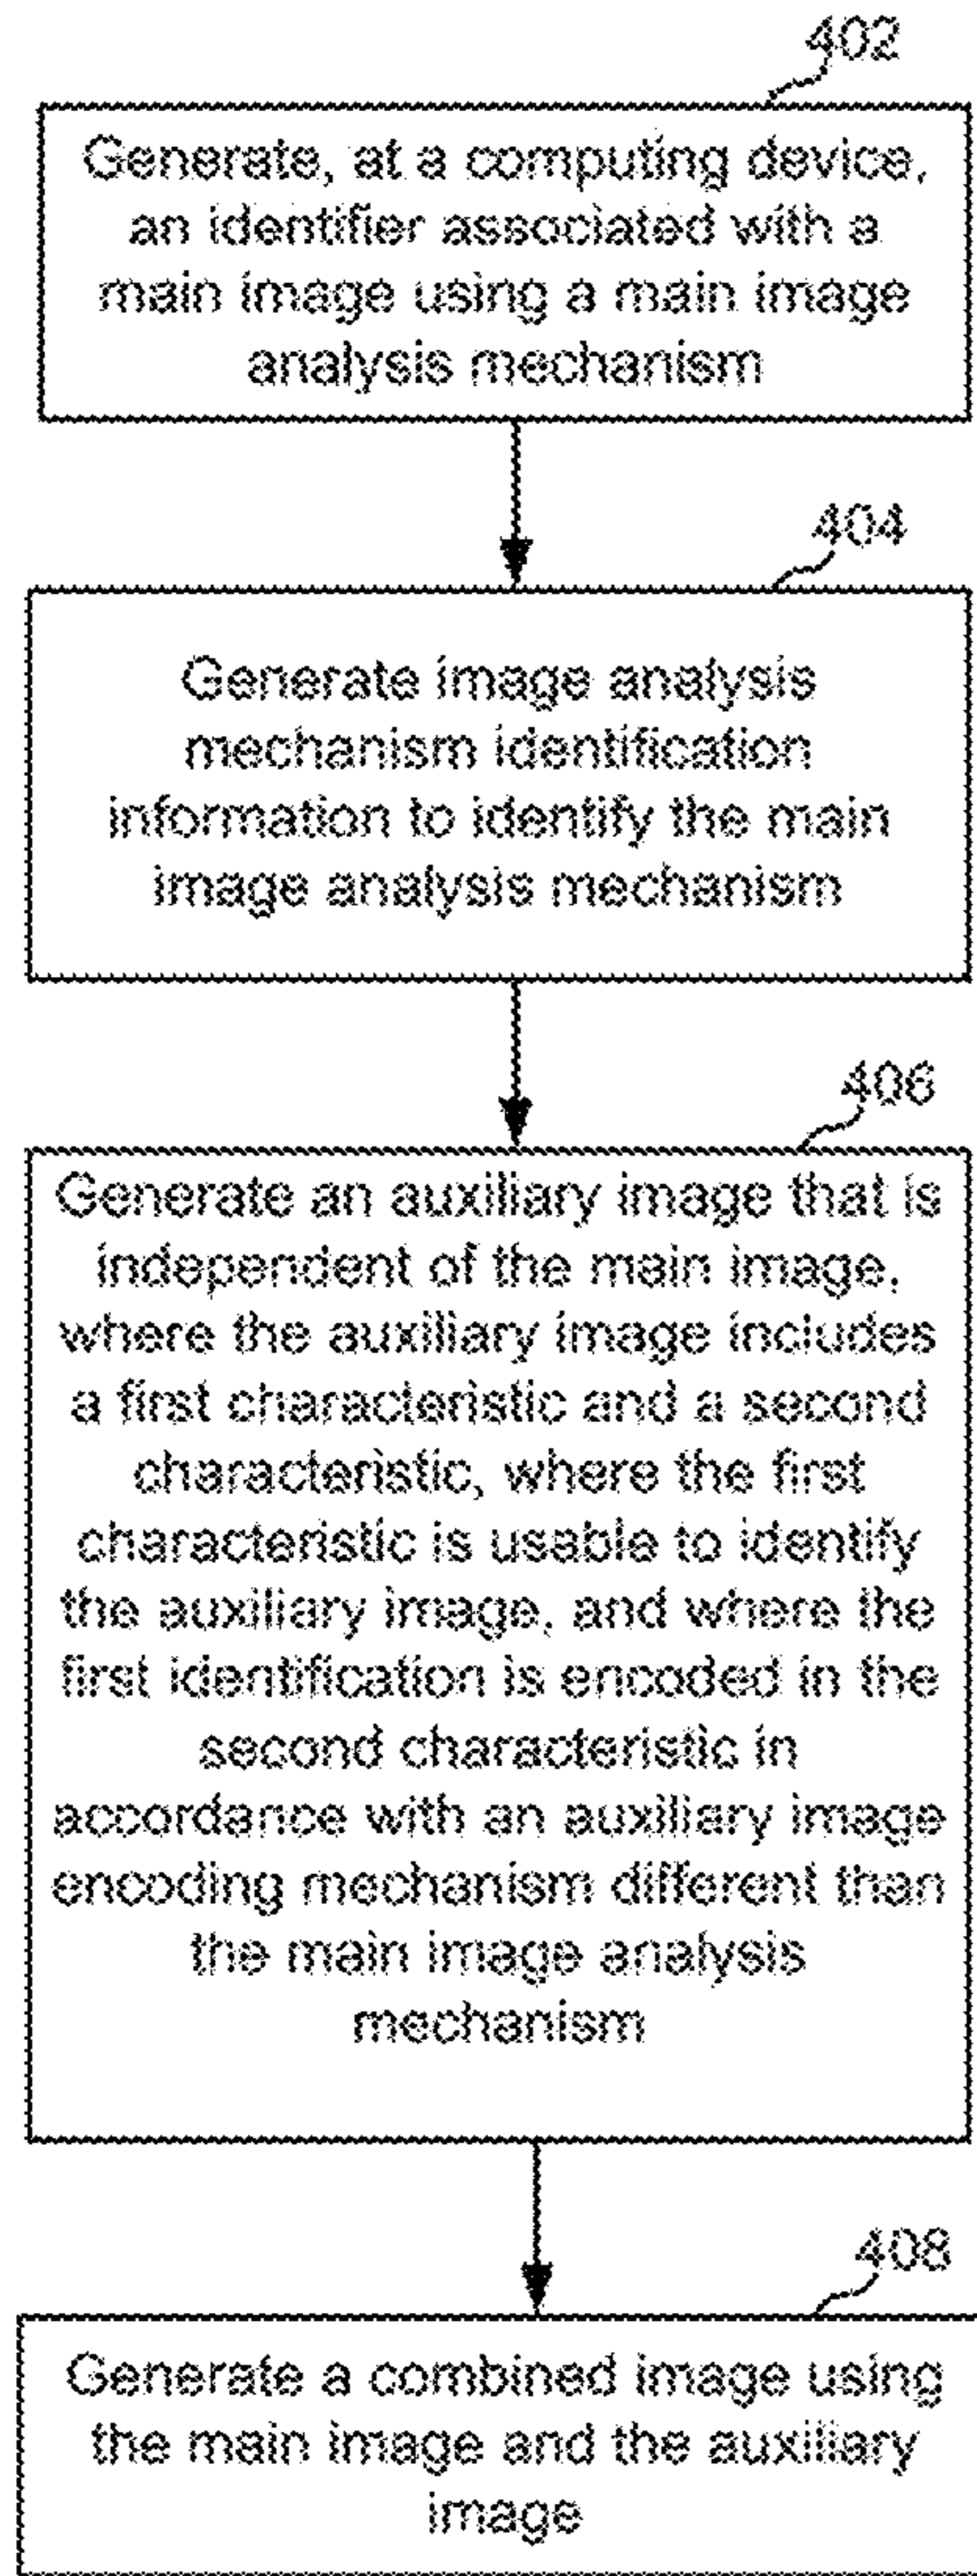 402
Generate, at a computing device,
an identifier associated with a
main image using a main image
analysis mechanism
404
Generate image analysis
mechanism identification
information to identify the main
image analysis mechanism
406
Generate an auxiliary image that is
independent of the main image,
where the auxiliary image includes
a first characteristic and a second
characteristic, where the first
characteristic is usable to identify
the auxiliary image, and where the
first identification is encoded in the
second characteristic in
accordance with an auxiliary image
encoding mechanism different than
the main image analysis
mechanism
408
Generate a combined image using
the main image and the auxiliary
image